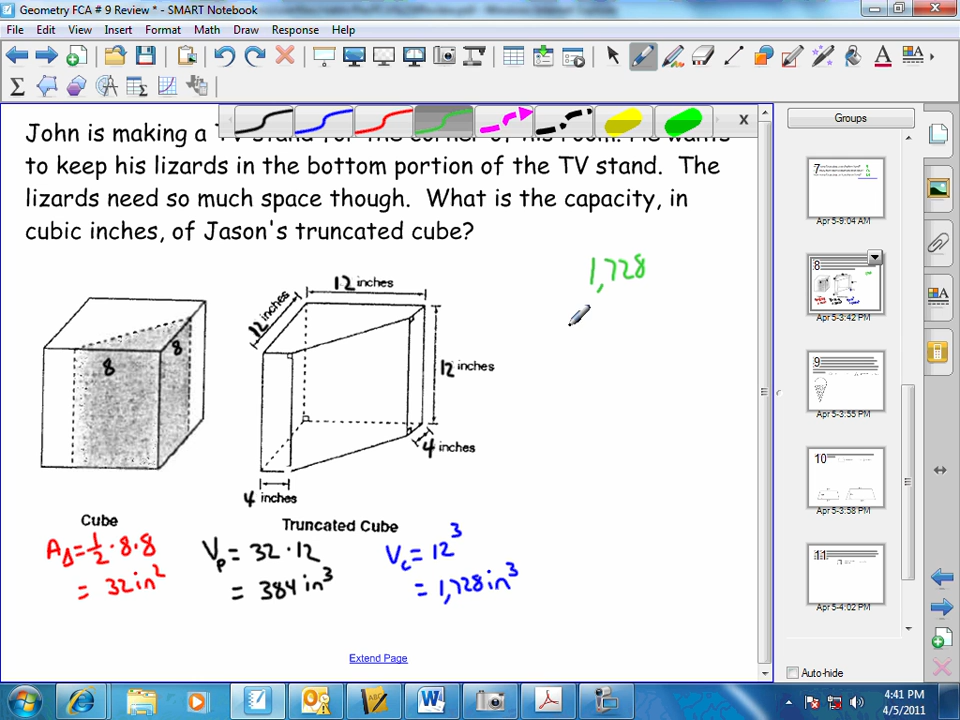 Geometry FCA # 9 Review * - SMART Notebook
File Edit View Insert Format Math Draw Response Help
John is making a
to keep his lizards in the bottom portion of the TV stand. The
lizards need so much space though. What is the capacity, in
cubic inches, of Jason's truncated cube?
1,728
12 inches
12 inches
8
8
12 inches
4 inches
4 inches
Cube
Truncated Cube
A△ = 1/2 · 8 · 8
= 32 in²
Vp = 32 · 12
= 384 in³
Vc = 12³
= 1,728 in³
Extend Page
Groups
7
Apr 5-9:04 AM
8
Apr 5-3:42 PM
9
Apr 5-3:55 PM
10
Apr 5-3:58 PM
11
Apr 5-4:02 PM
Auto-hide
4:41 PM
4/5/2011